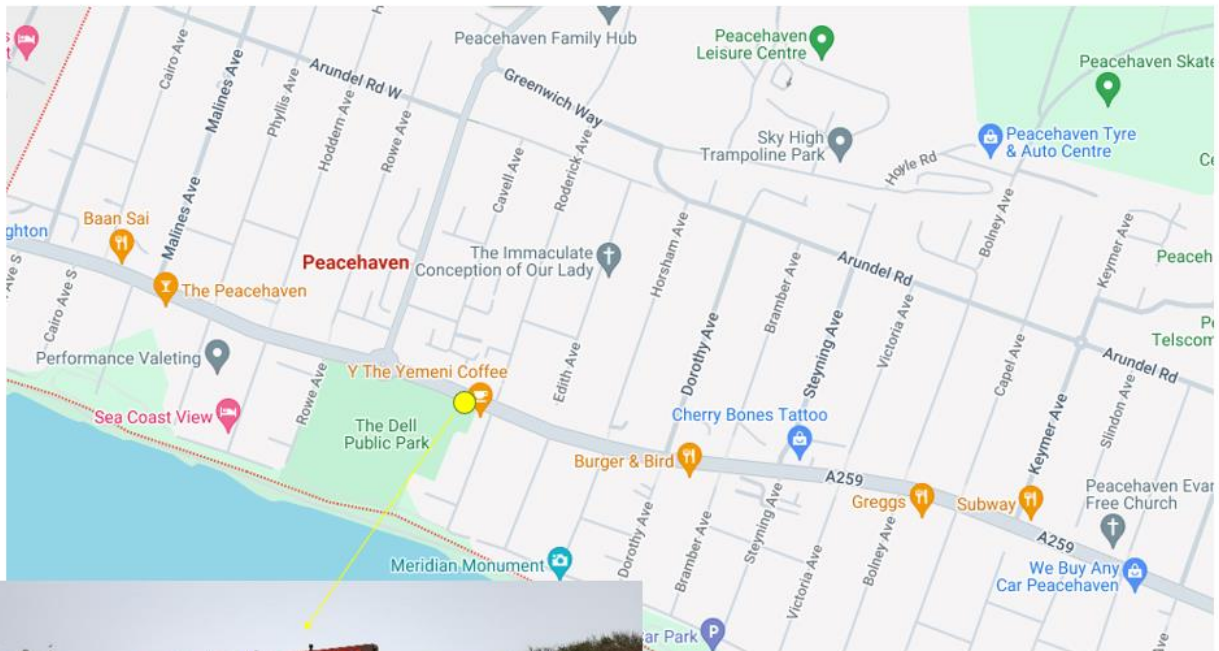 Peacehaven Family Hub
Peacehaven
Leisure Centre
Peacehaven Skate
Cairo Ave
Malines Ave
Phyllis Ave
Arundel Rd W
Hoddern Ave
Rowe Ave
Greenwich Way
Sky High
Trampoline Park
Peacehaven Tyre
& Auto Centre
Hoyle Rd
Ce
Cavell Ave
Roderick Ave
Malines Ave
Baan Sai
ghton
The Peacehaven
Peacehaven
The Immaculate
Conception of Our Lady
Horsham Ave
Bramber Ave
Arundel Rd
Bolney Ave
Keymer Ave
Peaceh
Telscom
Ave S
Cairo Ave S
Performance Valeting
Sea Coast View
Rowe Ave
Y The Yemeni Coffee
The Dell
Public Park
Edith Ave
Dorothy Ave
Steyning Ave
Victoria Ave
Capel Ave
Arundel Rd
Slindon Ave
Keymer Ave
Cherry Bones Tattoo
Burger & Bird
A259
Greggs
Subway
Peacehaven Evan
Free Church
A259
We Buy Any
Car Peacehaven
Meridian Monument
Dorothy Ave
Bramber Ave
Steyning Ave
Victoria Ave
Bolney Ave
ar Park
P
ve